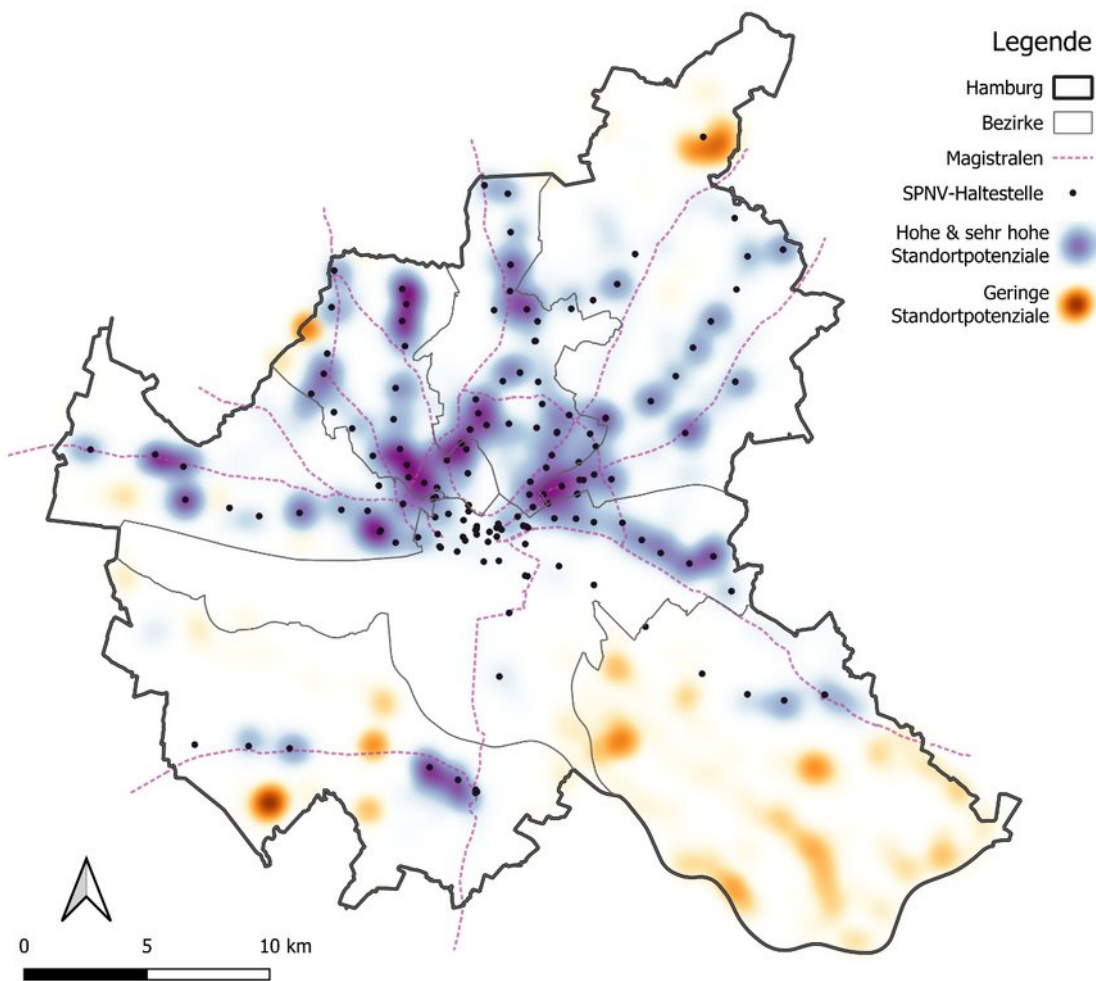 Legende
Hamburg
Bezirke
Magistralen
SPNV-Haltestelle
Hohe & sehr hohe
Standortpotenziale
Geringe
Standortpotenziale
0 5 10 km